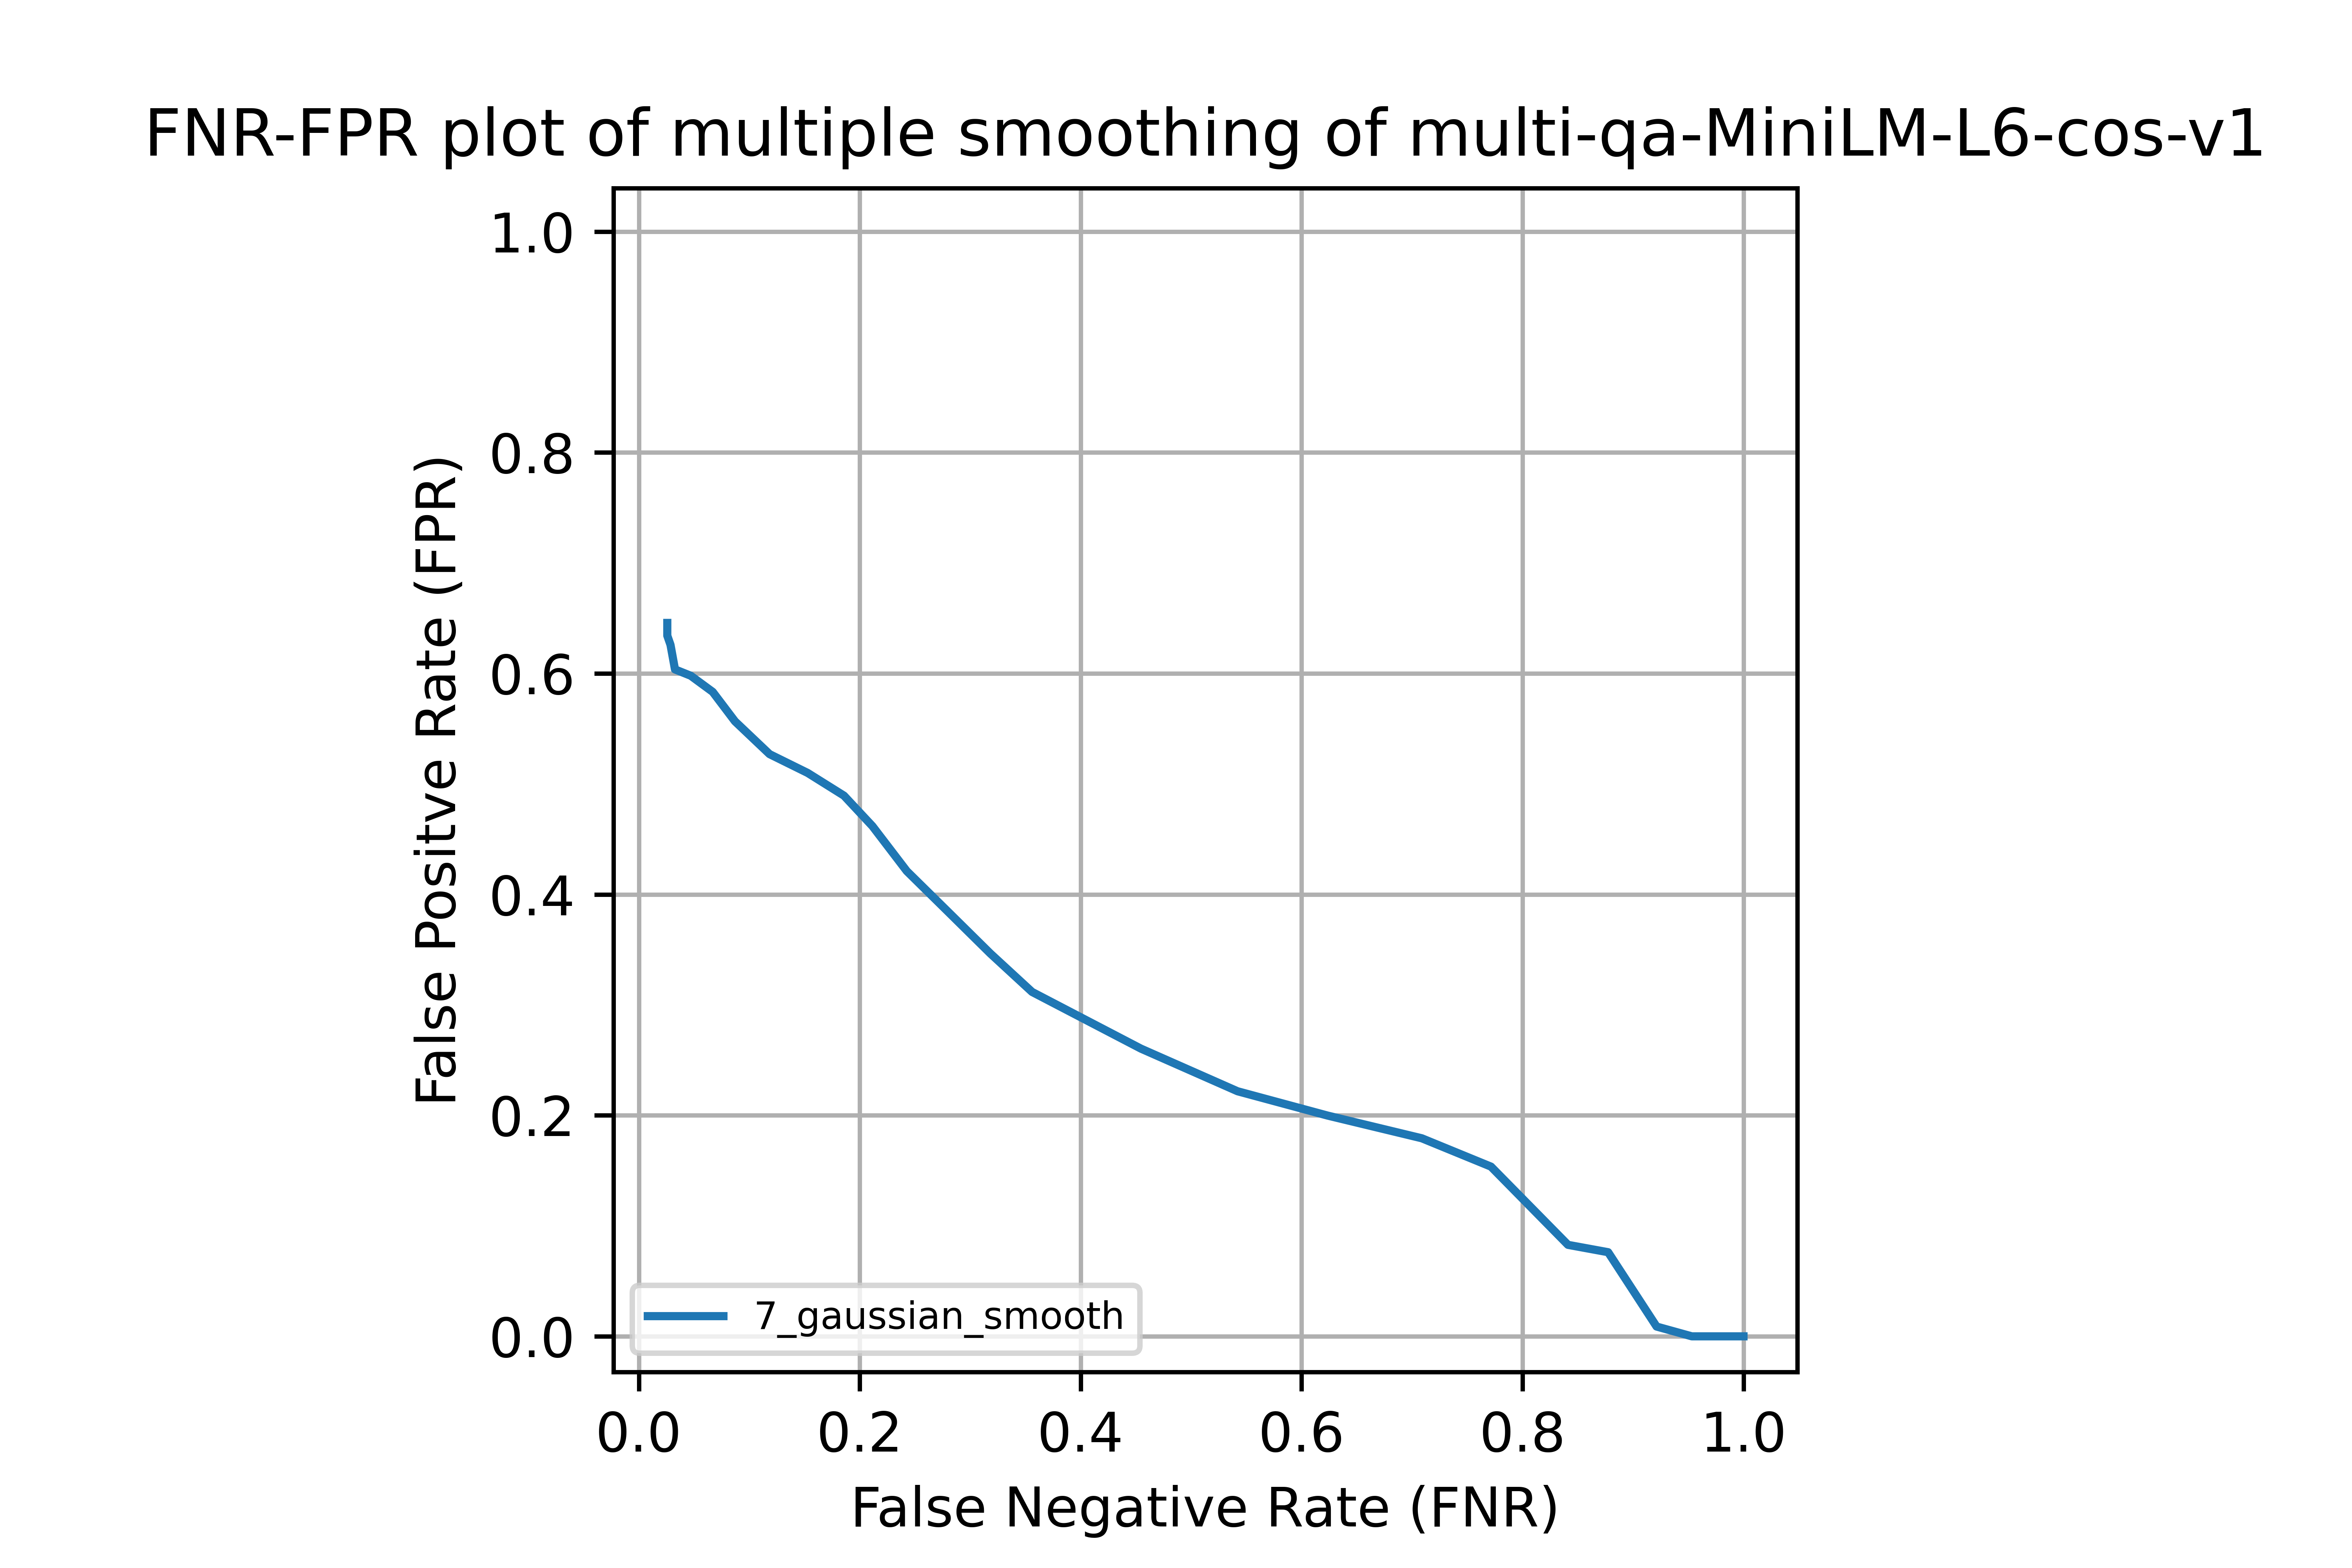 FNR-FPR plot of multiple smoothing of multi-qa-MiniLM-L6-cos-v1
1.0
0.8
0.6
0.4
0.2
0.0
False Positve Rate (FPR)
7_gaussian_smooth
0.0 0.2 0.4 0.6 0.8 1.0
False Negative Rate (FNR)